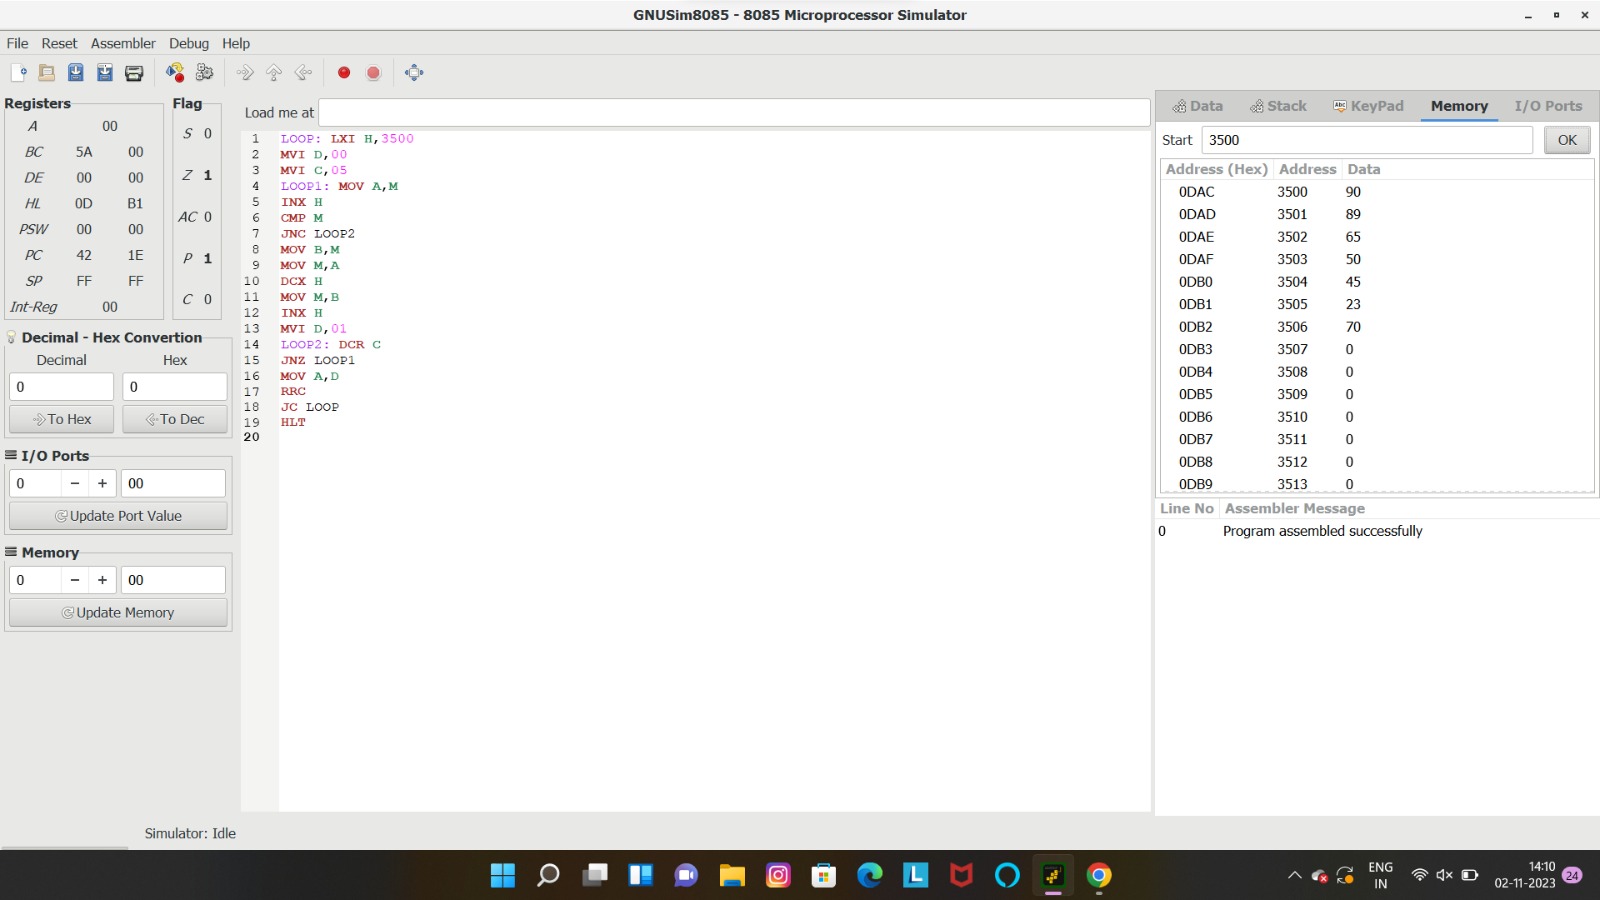 GNUSim8085 - 8085 Microprocessor Simulator
File Reset Assembler Debug Help
Registers
A 00
BC 5A 00
DE 00 00
HL 0D B1
PSW 00 00
PC 42 1E
SP FF FF
Int-Reg 00
Flag
S 0
Z 1
AC 0
P 1
C 0
Decimal - Hex Convertion
Decimal Hex
0 0
To Hex To Dec
I/O Ports
0 - + 00
Update Port Value
Memory
0 - + 00
Update Memory
Load me at
1 LOOP: LXI H,3500
2 MVI D,00
3 MVI C,05
4 LOOP1: MOV A,M
5 INX H
6 CMP M
7 JNC LOOP2
8 MOV B,M
9 MOV M,A
10 DCX H
11 MOV M,B
12 INX H
13 MVI D,01
14 LOOP2: DCR C
15 JNZ LOOP1
16 MOV A,D
17 RRC
18 JC LOOP
19 HLT
20
Data Stack Abc KeyPad Memory I/O Ports
Start 3500 OK
Address (Hex) Address Data
0DAC 3500 90
0DAD 3501 89
0DAE 3502 65
0DAF 3503 50
0DB0 3504 45
0DB1 3505 23
0DB2 3506 70
0DB3 3507 0
0DB4 3508 0
0DB5 3509 0
0DB6 3510 0
0DB7 3511 0
0DB8 3512 0
0DB9 3513 0
Line No Assembler Message
0 Program assembled successfully
Simulator: Idle
L
ENG
IN
14:10
02-11-2023
24